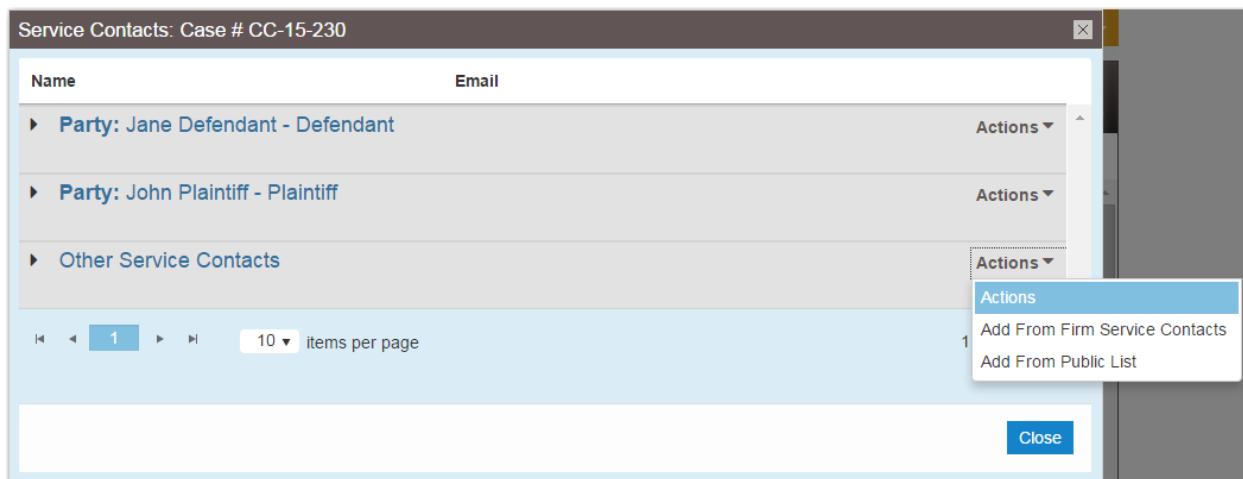 Service Contacts: Case # CC-15-230
Name Email
Party: Jane Defendant - Defendant Actions
Party: John Plaintiff - Plaintiff Actions
Other Service Contacts Actions
Actions
Add From Firm Service Contacts
1 10 items per page 1
Add From Public List
Close